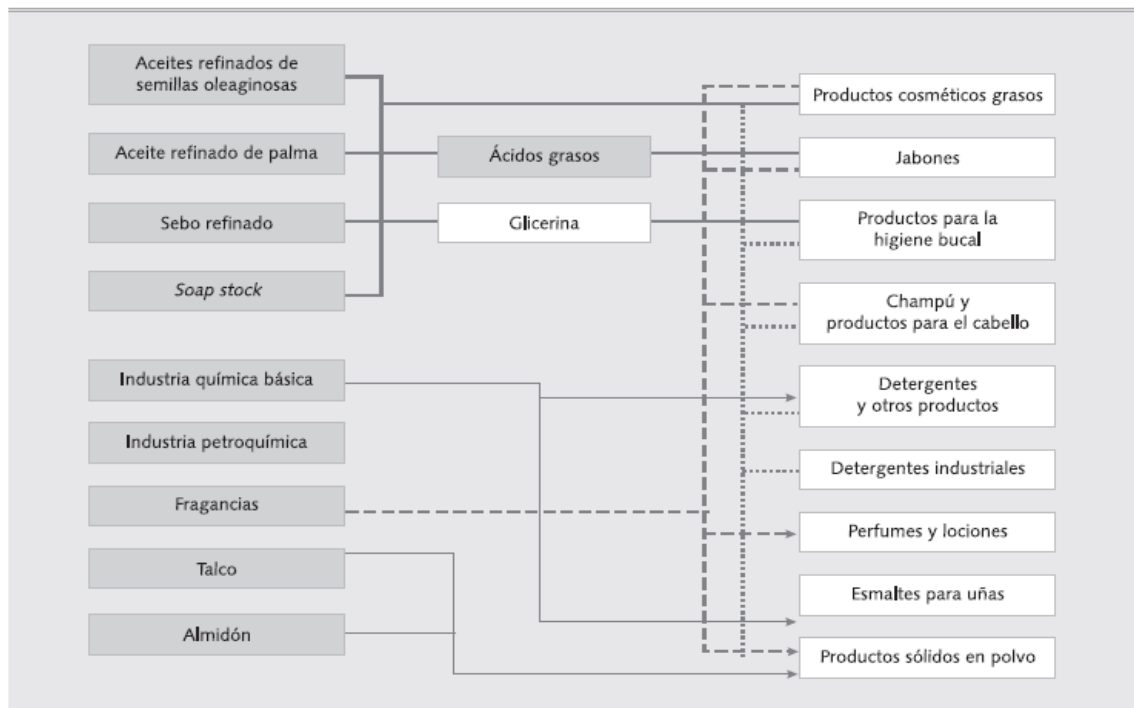 Aceites refinados de
semillas oleaginosas
Aceite refinado de palma
Sebo refinado
Soap stock
Industria química básica
Industria petroquímica
Fragancias
Talco
Almidón
Ácidos grasos
Glicerina
Productos cosméticos grasos
Jabones
Productos para la
higiene bucal
Champú y
productos para el cabello
Detergentes
y otros productos
Detergentes industriales
Perfumes y lociones
Esmaltes para uñas
Productos sólidos en polvo